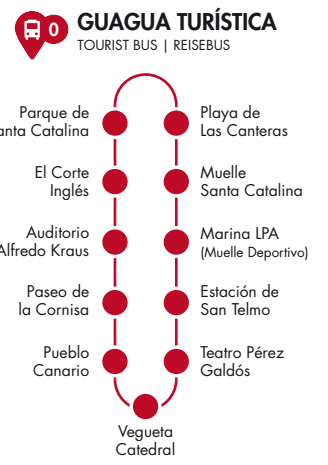 0 GUAGUA TURÍSTICA
TOURIST BUS | REISEBUS
Parque de
anta Catalina
El Corte
Inglés
Auditorio
Alfredo Kraus
Paseo de
la Cornisa
Pueblo
Canario
Playa de
Las Canteras
Muelle
Santa Catalina
Marina LPA
(Muelle Deportivo)
Estación de
San Telmo
Teatro Pérez
Galdós
Vegueta
Catedral